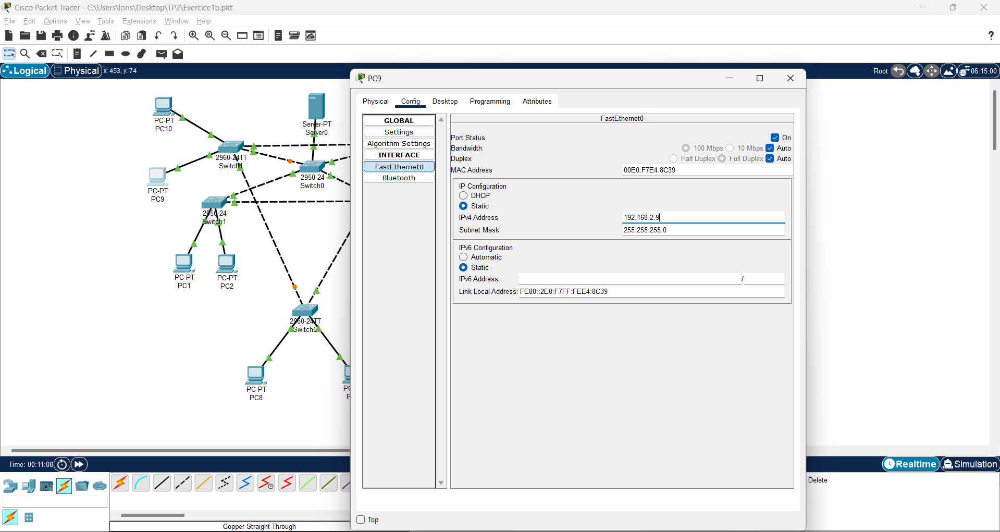 Cisco Packet Tracer - C:\Users\loris\Desktop\TP2\Exercice1b.pkt
File Edit Options View Tools Extensions Window Help
Logical Physical x: 453, y: 74 Root 06:15:00
PC-PT
PC10
Server-PT
Server0
2960-24TT
Switch4
2950-24
Switch0
PC-PT
PC9
2950-24
Switch1
PC-PT
PC1
PC-PT
PC2
2960-24TT
Switch5
PC-PT
PC8
PC9
Physical Config Desktop Programming Attributes
GLOBAL
Settings
Algorithm Settings
INTERFACE
FastEthernet0
Bluetooth
FastEthernet0
Port Status On
Bandwidth 100 Mbps 10 Mbps Auto
Duplex Half Duplex Full Duplex Auto
MAC Address 00E0.F7E4.8C39
IP Configuration
DHCP
Static
IPv4 Address 192.168.2.9
Subnet Mask 255.255.255.0
IPv6 Configuration
Automatic
Static
IPv6 Address /
Link Local Address: FE80::2E0:F7FF:FEE4:8C39
Top
Time: 00:11:08 Realtime Simulation
Delete
Copper Straight-Through